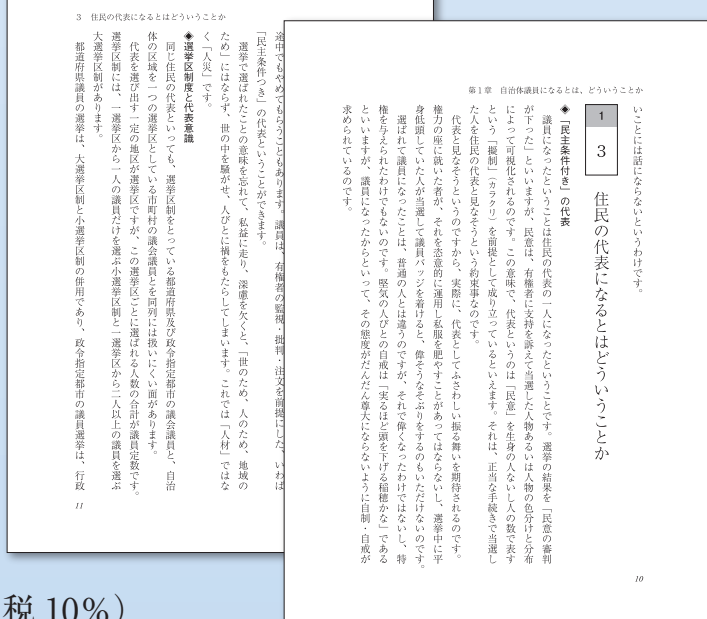 第1章 自治体議員になるとは、どういうことか
いことには話にならないというわけです。
1
3
住民の代表になるとはどういうことか
◆「民主条件付き」の代表
議員になったということは住民の代表の一人になったということです。選挙の結果を「民意の審判
が下った」といいますが、民意は、有権者に支持を訴えて当選した人物あるいは人物の色分けと分布
によって可視化されるのです。この意味で、代表というのは「民意」を生身の人ないし人の数で表す
という「擬制」（カラクリ）を前提として成り立っているといえます。それは、正当な手続きで当選し
た人を住民の代表と見なそうという約束事なのです。
代表と見なそうというのですから、実際に、代表としてふさわしい振る舞いを期待されるのです。
権力の座に就いた者が、それを恣意的に運用し私服を肥やすことがあってはならないし、選挙中に平
身低頭していた人が当選して議員バッジを着けると、偉そうなそぶりをするのもいただけないのです。
選ばれて議員になったことは、普通の人とは違うのですが、それで偉くなったわけではないし、特
権を与えられたわけでもないのです。堅気の人びとの自戒は「実るほど頭を下げる稲穂かな」である
といいますが、議員になったからといって、その態度がだんだん尊大にならないように自制・自戒が
求められているのです。
10
3 住民の代表になるとはどういうことか
途中でもやめてもらうこともあります。議員は、有権者の監視・批判・注文を前提にした、いわば
「民主条件つき」の代表ということができます。
選挙で選ばれたことの意味を忘れて、私益に走り、深慮を欠くと、「世のため、人のため、地域の
ため」にはならず、世の中を騒がせ、人びとに禍をもたらしてしまいます。これでは「人材」ではな
く「人災」です。
◆選挙区制度と代表意識
同じ住民の代表といっても、選挙区制をとっている都道府県及び政令指定都市の議会議員と、自治
体の区域を一つの選挙区としている市町村の議会議員とを同列には扱いにくい面があります。
代表を選び出す一定の地区が選挙区ですが、この選挙区ごとに選ばれる人数の合計が議員定数です。
選挙区制には、一選挙区から一人の議員だけを選ぶ小選挙区制と一選挙区から二人以上の議員を選ぶ
大選挙区制があります。
都道府県議員の選挙は、大選挙区制と小選挙区制の併用であり、政令指定都市の議員選挙は、行政
11
税 10%）